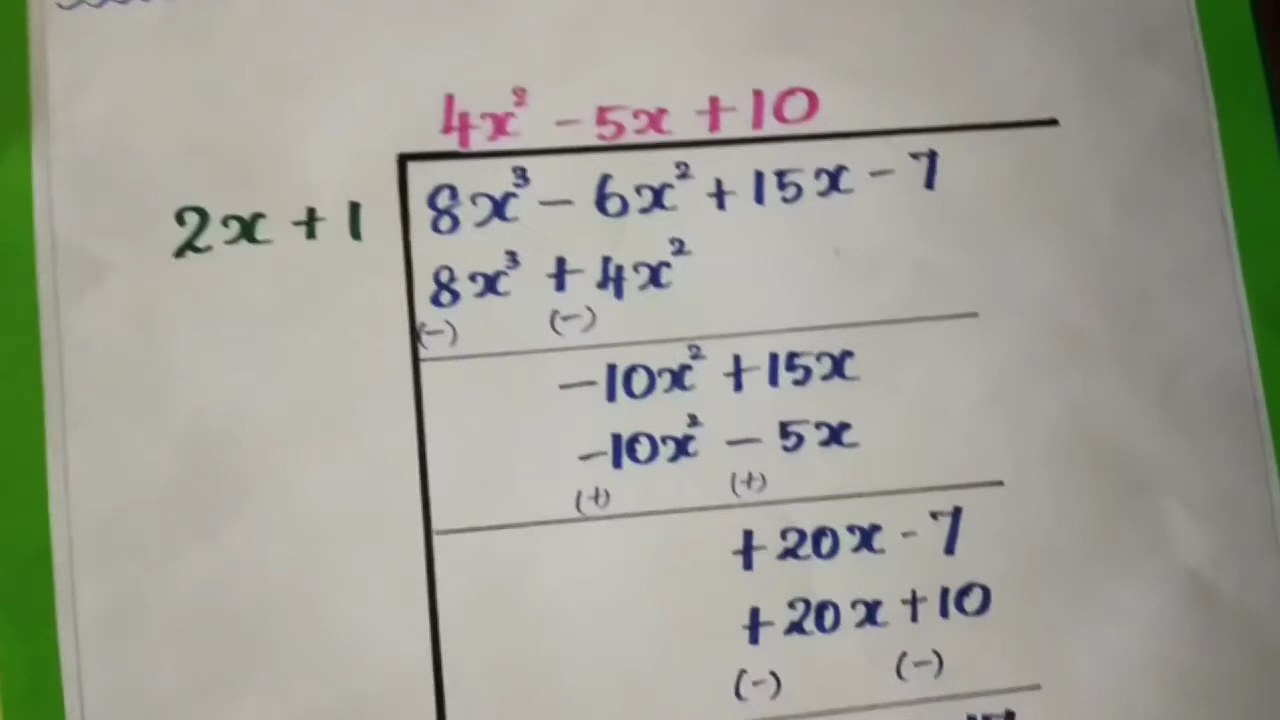 4x² - 5x + 10
2x + 1
8x³ - 6x² + 15x - 7
8x³ + 4x²
(-) (-)
-10x² + 15x
-10x² - 5x
(+) (+)
+20x - 7
+20x + 10
(-) (-)